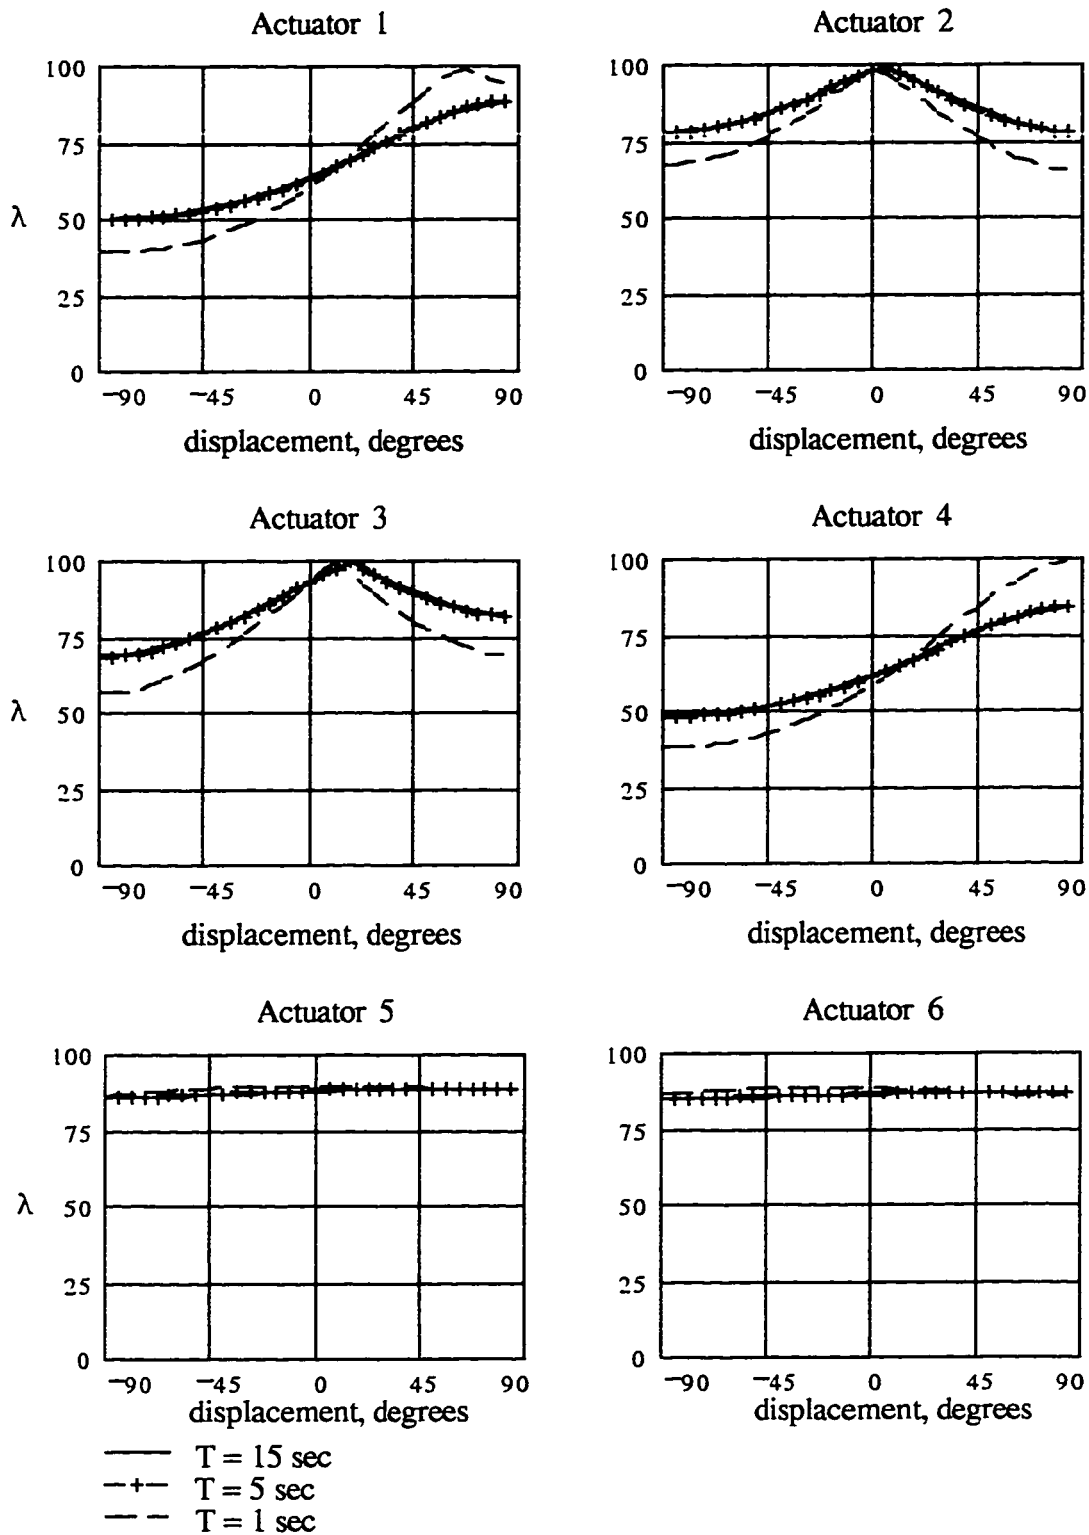 Actuator 1
Actuator 2
100
75
λ
50
25
0
-90 -45 0 45 90
displacement, degrees
100
75
50
25
0
-90 -45 0 45 90
displacement, degrees
Actuator 3
Actuator 4
100
75
λ
50
25
0
-90 -45 0 45 90
displacement, degrees
100
75
50
25
0
-90 -45 0 45 90
displacement, degrees
Actuator 5
Actuator 6
100
75
λ
50
25
0
-90 -45 0 45 90
displacement, degrees
100
75
50
25
0
-90 -45 0 45 90
displacement, degrees
T = 15 sec
T = 5 sec
T = 1 sec